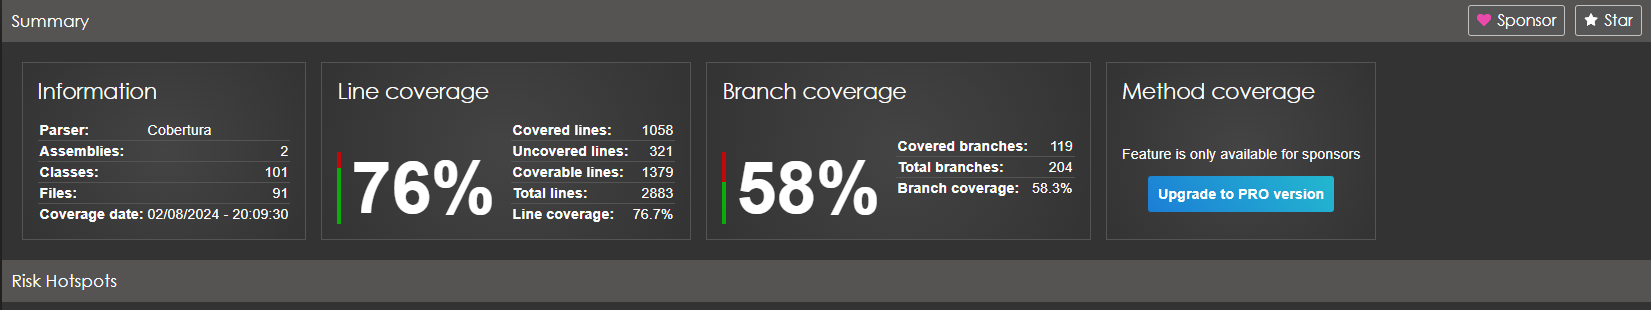 Summary
Sponsor
Star
Information
Parser: Cobertura
Assemblies: 2
Classes: 101
Files: 91
Coverage date: 02/08/2024 - 20:09:30
Line coverage
76%
Covered lines: 1058
Uncovered lines: 321
Coverable lines: 1379
Total lines: 2883
Line coverage: 76.7%
Branch coverage
58%
Covered branches: 119
Total branches: 204
Branch coverage: 58.3%
Method coverage
Feature is only available for sponsors
Upgrade to PRO version
Risk Hotspots